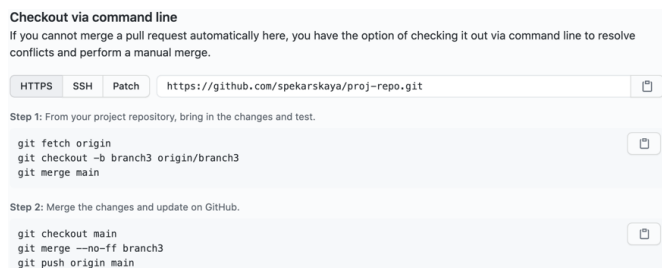 Checkout via command line
If you cannot merge a pull request automatically here, you have the option of checking it out via command line to resolve
conflicts and perform a manual merge.
HTTPS SSH Patch https://github.com/spekarskaya/proj-repo.git
Step 1: From your project repository, bring in the changes and test.
git fetch origin
git checkout -b branch3 origin/branch3
git merge main
Step 2: Merge the changes and update on GitHub.
git checkout main
git merge --no-ff branch3
git push origin main